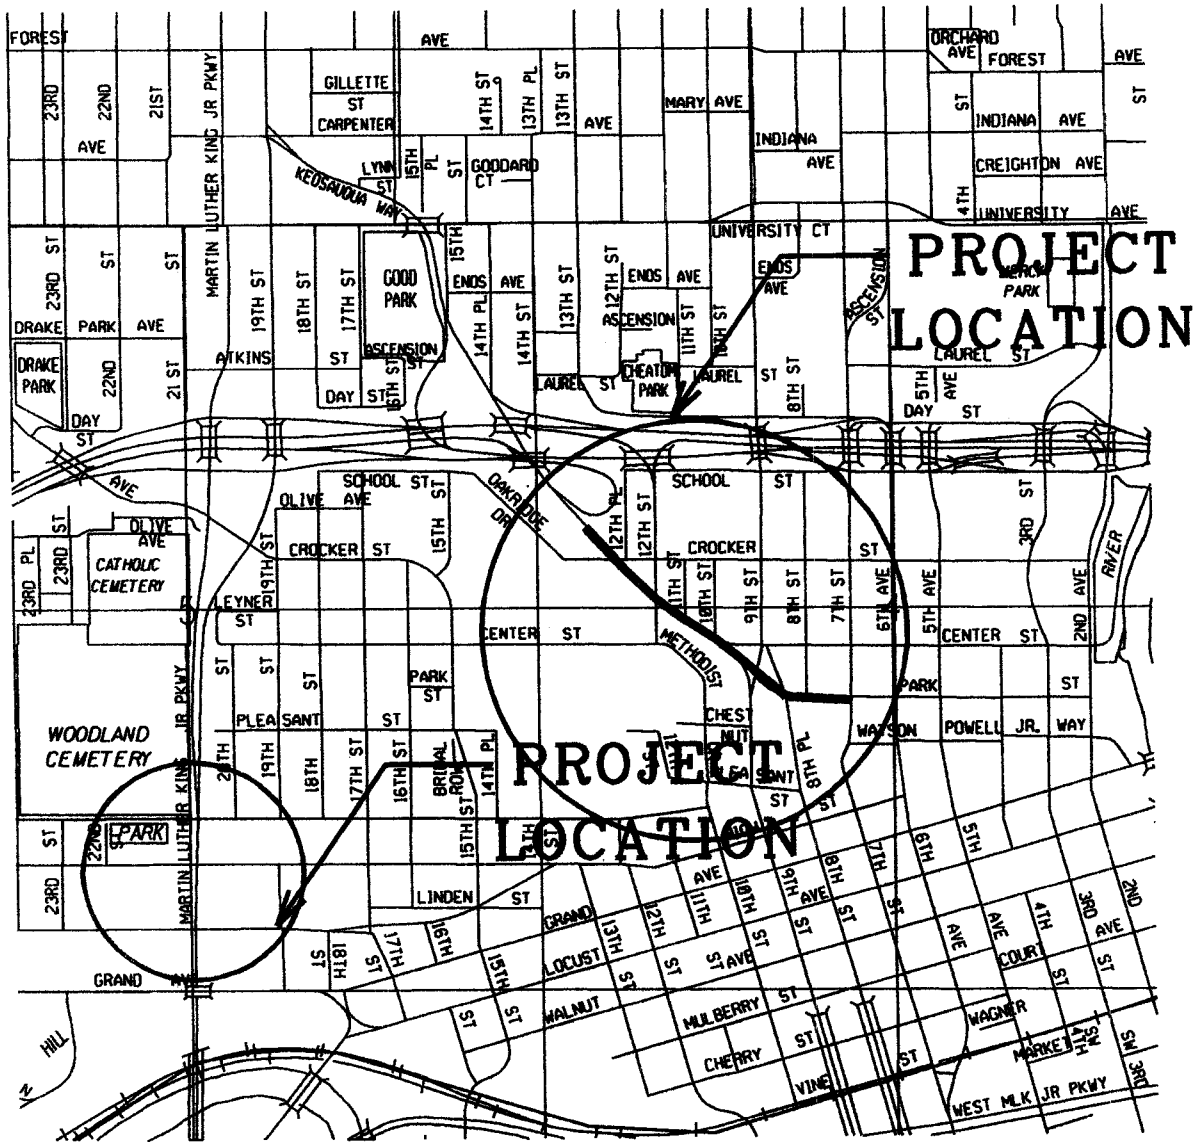 FOREST
AVE
ORCHARD
AVE
FOREST
AVE
23RD
22ND
21ST
MARTIN LUTHER KING JR PKWY
GILLETTE
ST
CARPENTER
14TH ST
13TH PL
13TH ST
AVE
MARY AVE
ST
INDIANA AVE
ST
AVE
INDIANA
AVE
CREIGHTON AVE
LYNN
ST
15TH
PL
ST
GODDARD
CT
KEOSAUQUA WAY
4TH
UNIVERSITY
AVE
UNIVERSITY CT
PROJECT
LOCATION
MERCY
PARK
23RD ST
ST
ST
19TH ST
18TH ST
17TH ST
GOOD
PARK
15TH
ENOS AVE
13TH ST
12TH ST
ENOS AVE
ENOS
AVE
ASCENSION
ST
DRAKE PARK AVE
14TH PL
14TH ST
ASCENSION
11TH ST
10TH ST
DRAKE
PARK
22ND
21 ST
ATKINS
ST
ASCENSION
ST
16TH ST
CHEATOM
PARK
LAUREL ST
LAUREL
ST
8TH ST
LAUREL ST
5TH
AVE
DAY
ST
DAY ST
DAY ST
AVE
SCHOOL ST
OLIVE AVE
15TH ST
OAKRIDGE
DR
12TH PL
12TH ST
SCHOOL
ST
3RD ST
RIVER
OLIVE
AVE
ST
CATHOLIC
CEMETERY
23RD PL
23RD
CROCKER ST
19TH ST
CROCKER
ST
LEYNER
ST
11TH ST
10TH ST
9TH ST
8TH ST
7TH ST
6TH AVE
5TH AVE
2ND AVE
CENTER ST
CENTER ST
METHODIST
ST
ST
ST
PARK
ST
PARK
ST
WOODLAND
CEMETERY
JR PKWY
MARTIN LUTHER KING
PLEASANT
ST
CHESTNUT
WATSON POWELL JR. WAY
20TH
19TH
18TH
17TH ST
16TH ST
BRIDAL
ROW
14TH PL
15TH ST
12TH
PLEASANT
ST
8TH PL
ST
PROJECT
LOCATION
ST
22ND
ST
PARK
23RD
LINDEN ST
7TH
6TH
5TH
8TH
9TH
10TH
11TH
12TH
13TH
AVE
AVE
ST
ST
4TH
3RD
2ND
GRAND
LOCUST
WALNUT
ST
ST
ST
AVE
ST
ST
AVE
AVE
AVE
COURT
ST
ST
GRAND AVE
ST
18TH
17TH
ST
16TH
15TH
ST
ST
MULBERRY ST
WAGNER
CHERRY
ST
VINE
ST
MARKET
SW
4TH
SW
3RD
WEST MLK JR PKWY
HILL
N